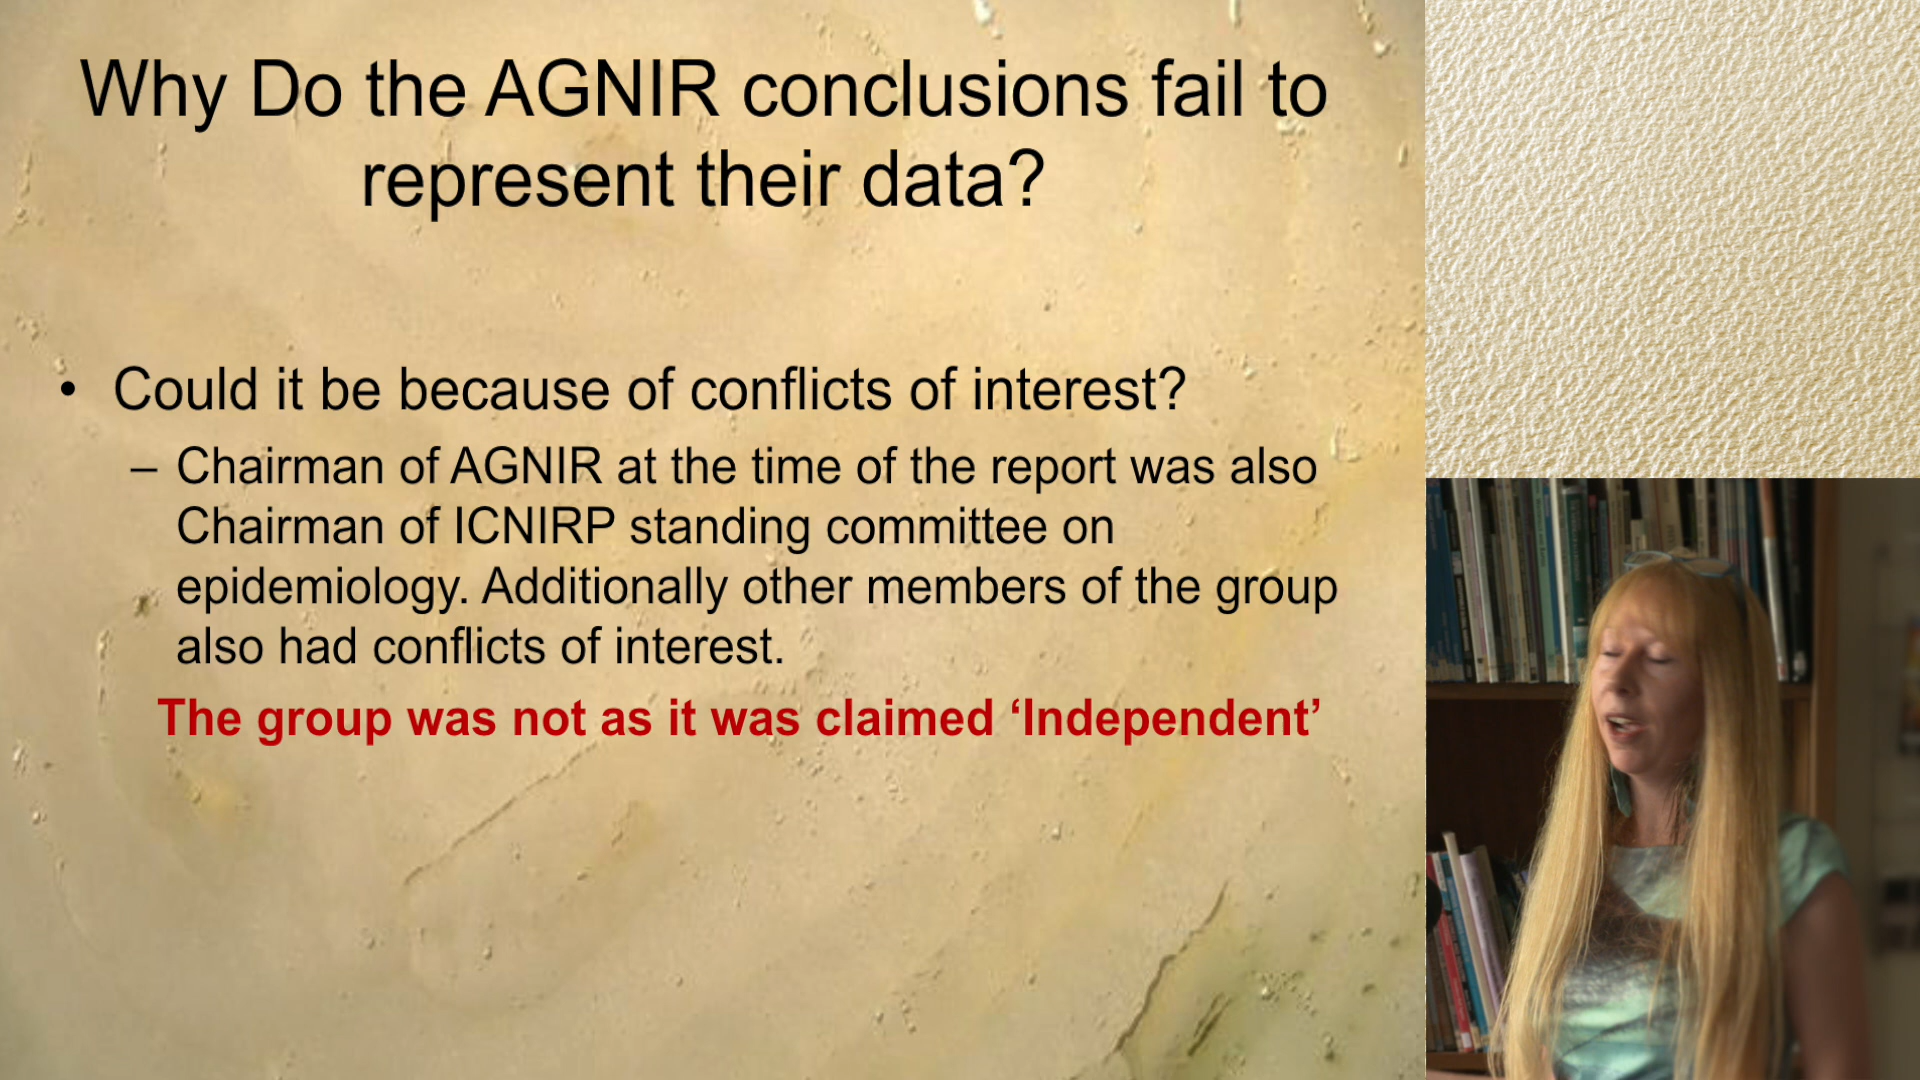 Why Do the AGNIR conclusions fail to
represent their data?
• Could it be because of conflicts of interest?
– Chairman of AGNIR at the time of the report was also
Chairman of ICNIRP standing committee on
epidemiology. Additionally other members of the group
also had conflicts of interest.
The group was not as it was claimed ‘Independent’